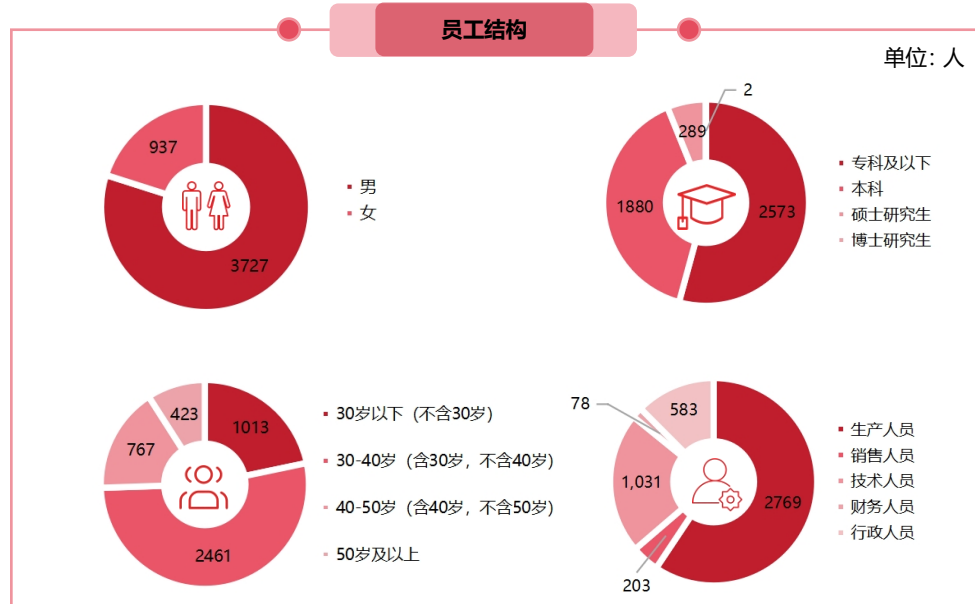 员工结构
单位：人
937
3727
男
女
2
289
1880
2573
专科及以下
本科
硕士研究生
博士研究生
423
1013
767
2461
30岁以下（不含30岁）
30-40岁（含30岁，不含40岁）
40-50岁（含40岁，不含50岁）
50岁及以上
78
583
1,031
2769
203
生产人员
销售人员
技术人员
财务人员
行政人员